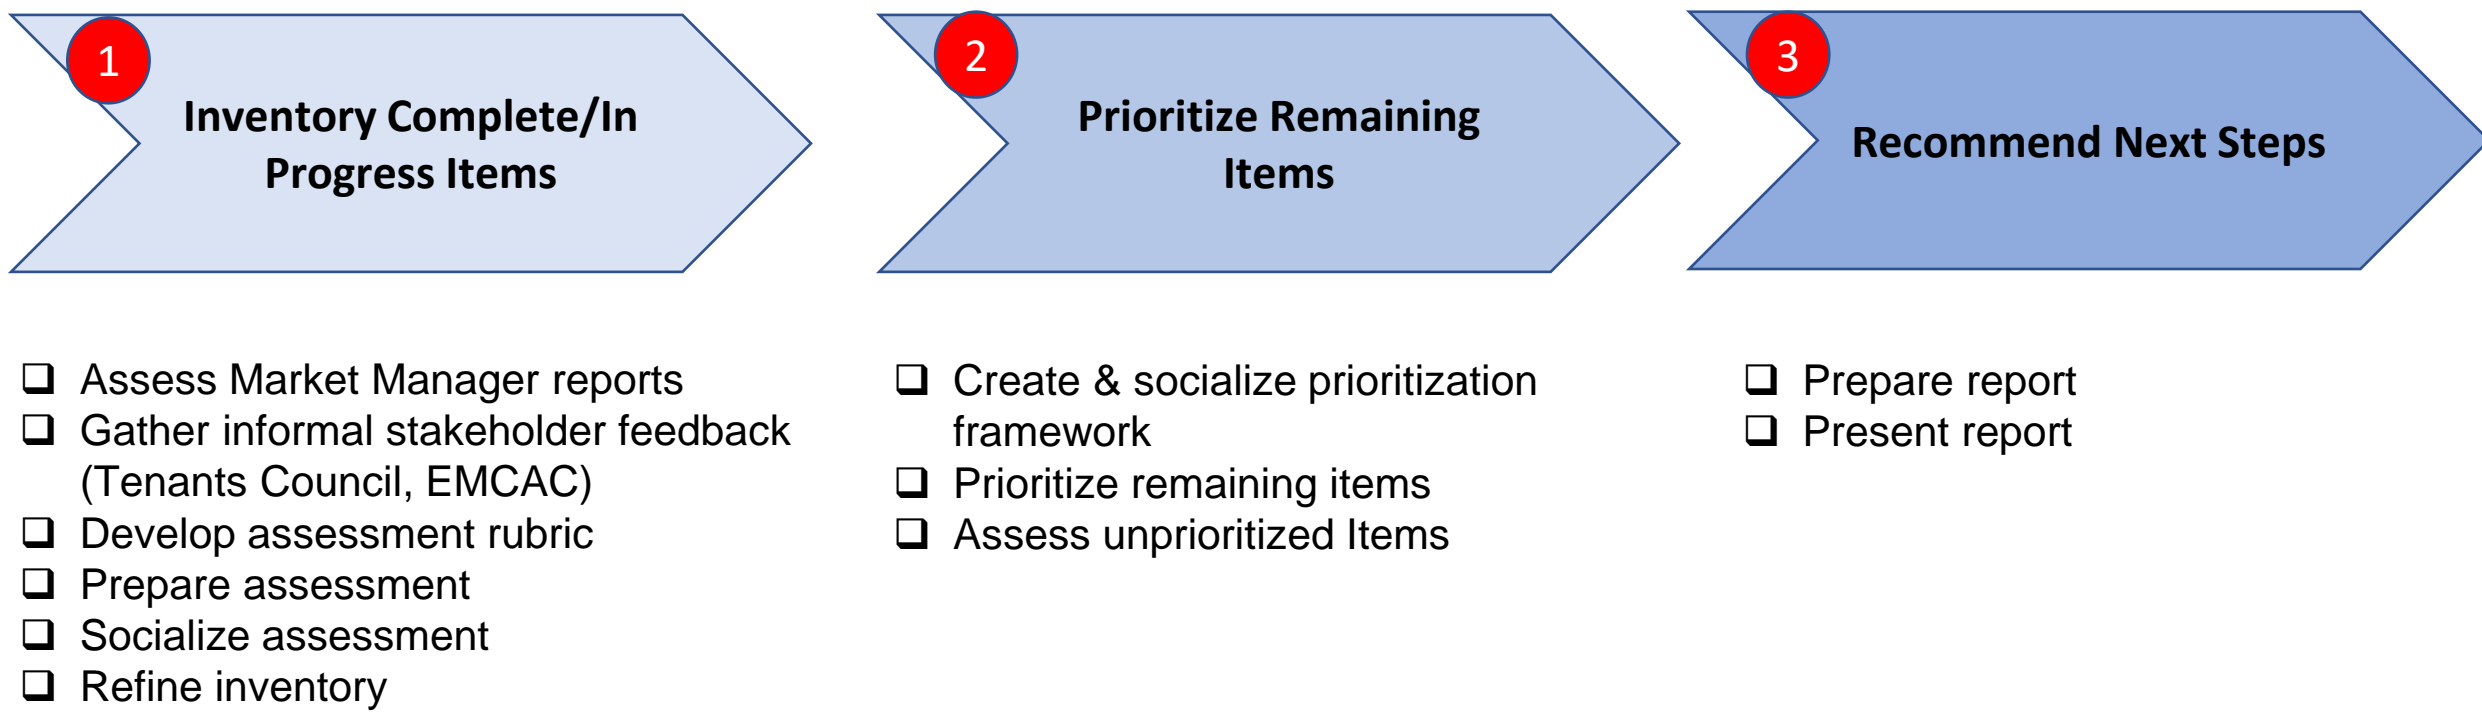 1
Inventory Complete/In
Progress Items
2
Prioritize Remaining
Items
3
Recommend Next Steps
❑ Assess Market Manager reports
❑ Gather informal stakeholder feedback
(Tenants Council, EMCAC)
❑ Develop assessment rubric
❑ Prepare assessment
❑ Socialize assessment
❑ Refine inventory
❑ Create & socialize prioritization
framework
❑ Prioritize remaining items
❑ Assess unprioritized Items
❑ Prepare report
❑ Present report